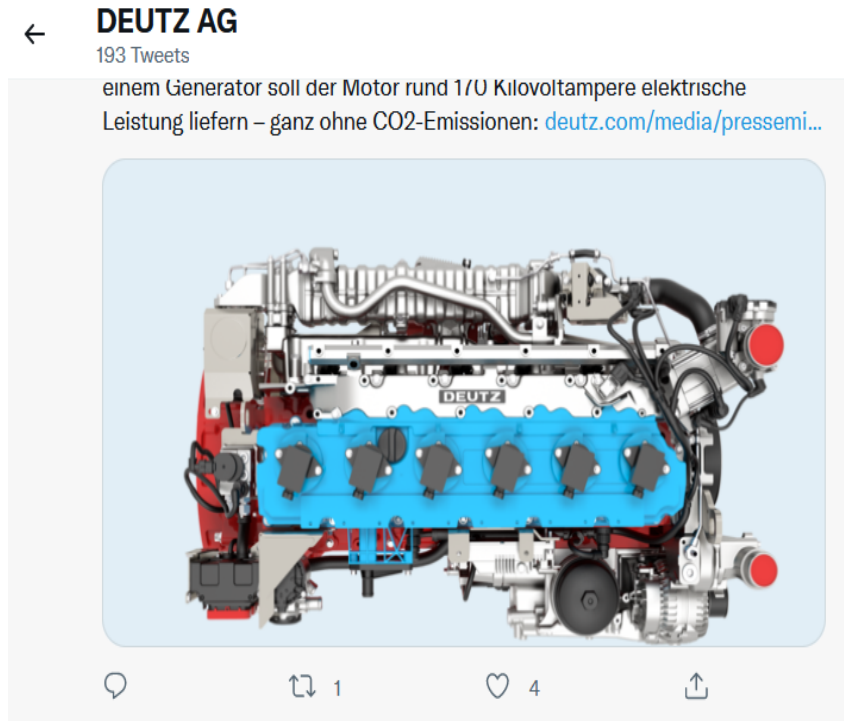 DEUTZ AG
193 Tweets
einem Generator soll der Motor rund 170 Kilovoltampere elektrische
Leistung liefern – ganz ohne CO2-Emissionen: deutz.com/media/pressemi...
DEUTZ
1
4